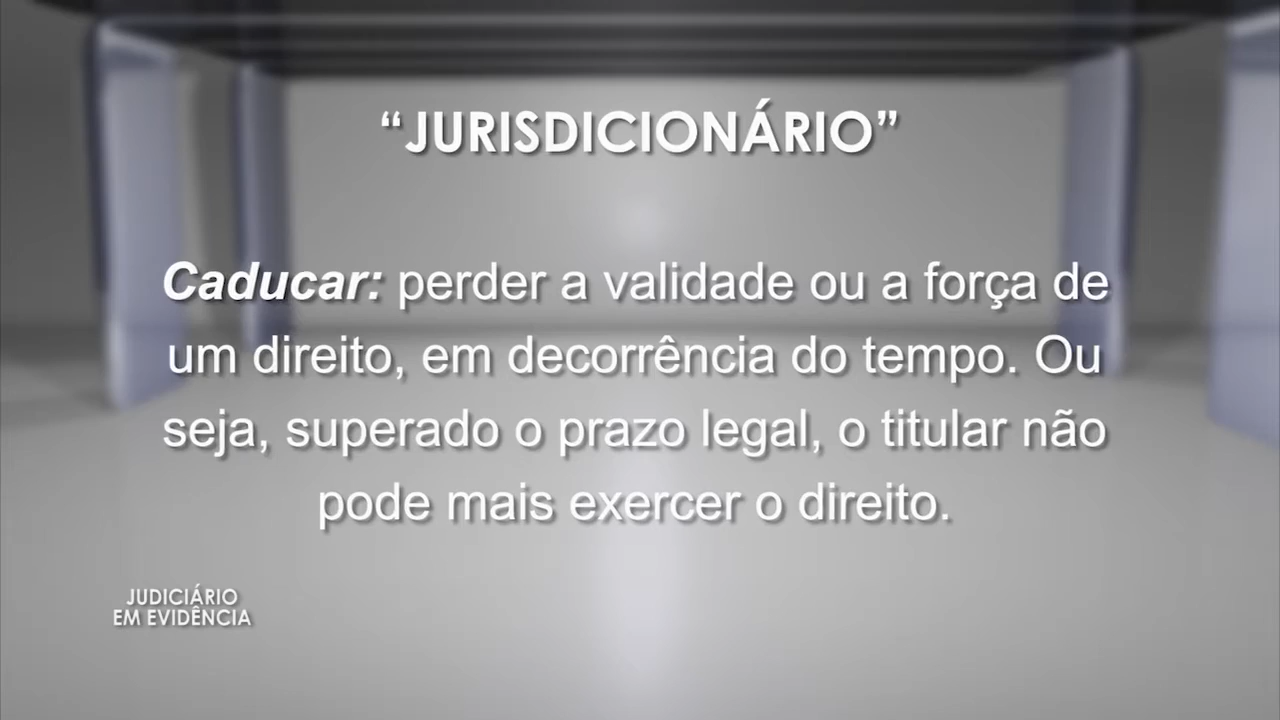 “JURISDICIONÁRIO”
Caducar: perder a validade ou a força de
um direito, em decorrência do tempo. Ou
seja, superado o prazo legal, o titular não
pode mais exercer o direito.
JUDICIÁRIO
EM EVIDÊNCIA